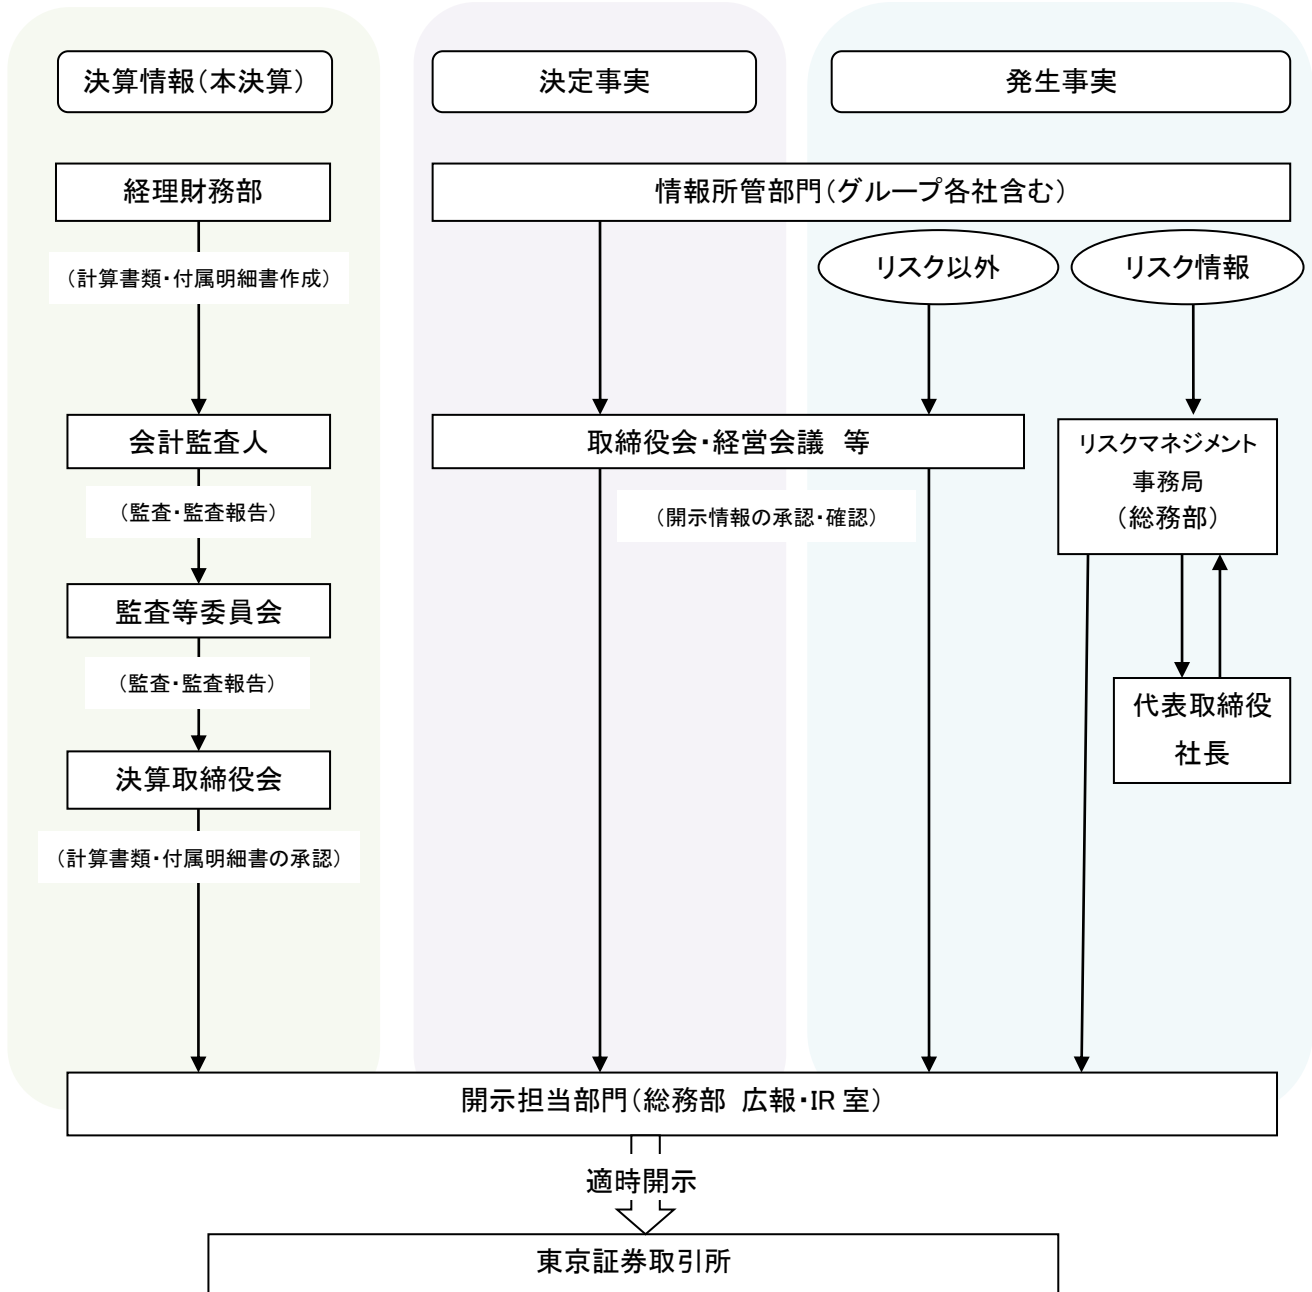 決算情報（本決算）
決定事実
発生事実
経理財務部
情報所管部門（グループ各社含む）
（計算書類・付属明細書作成）
リスク以外
リスク情報
会計監査人
取締役会・経営会議 等
リスクマネジメント
事務局
（総務部）
（監査・監査報告）
（開示情報の承認・確認）
監査等委員会
（監査・監査報告）
代表取締役
社長
決算取締役会
（計算書類・付属明細書の承認）
開示担当部門（総務部 広報・IR 室）
適時開示
東京証券取引所